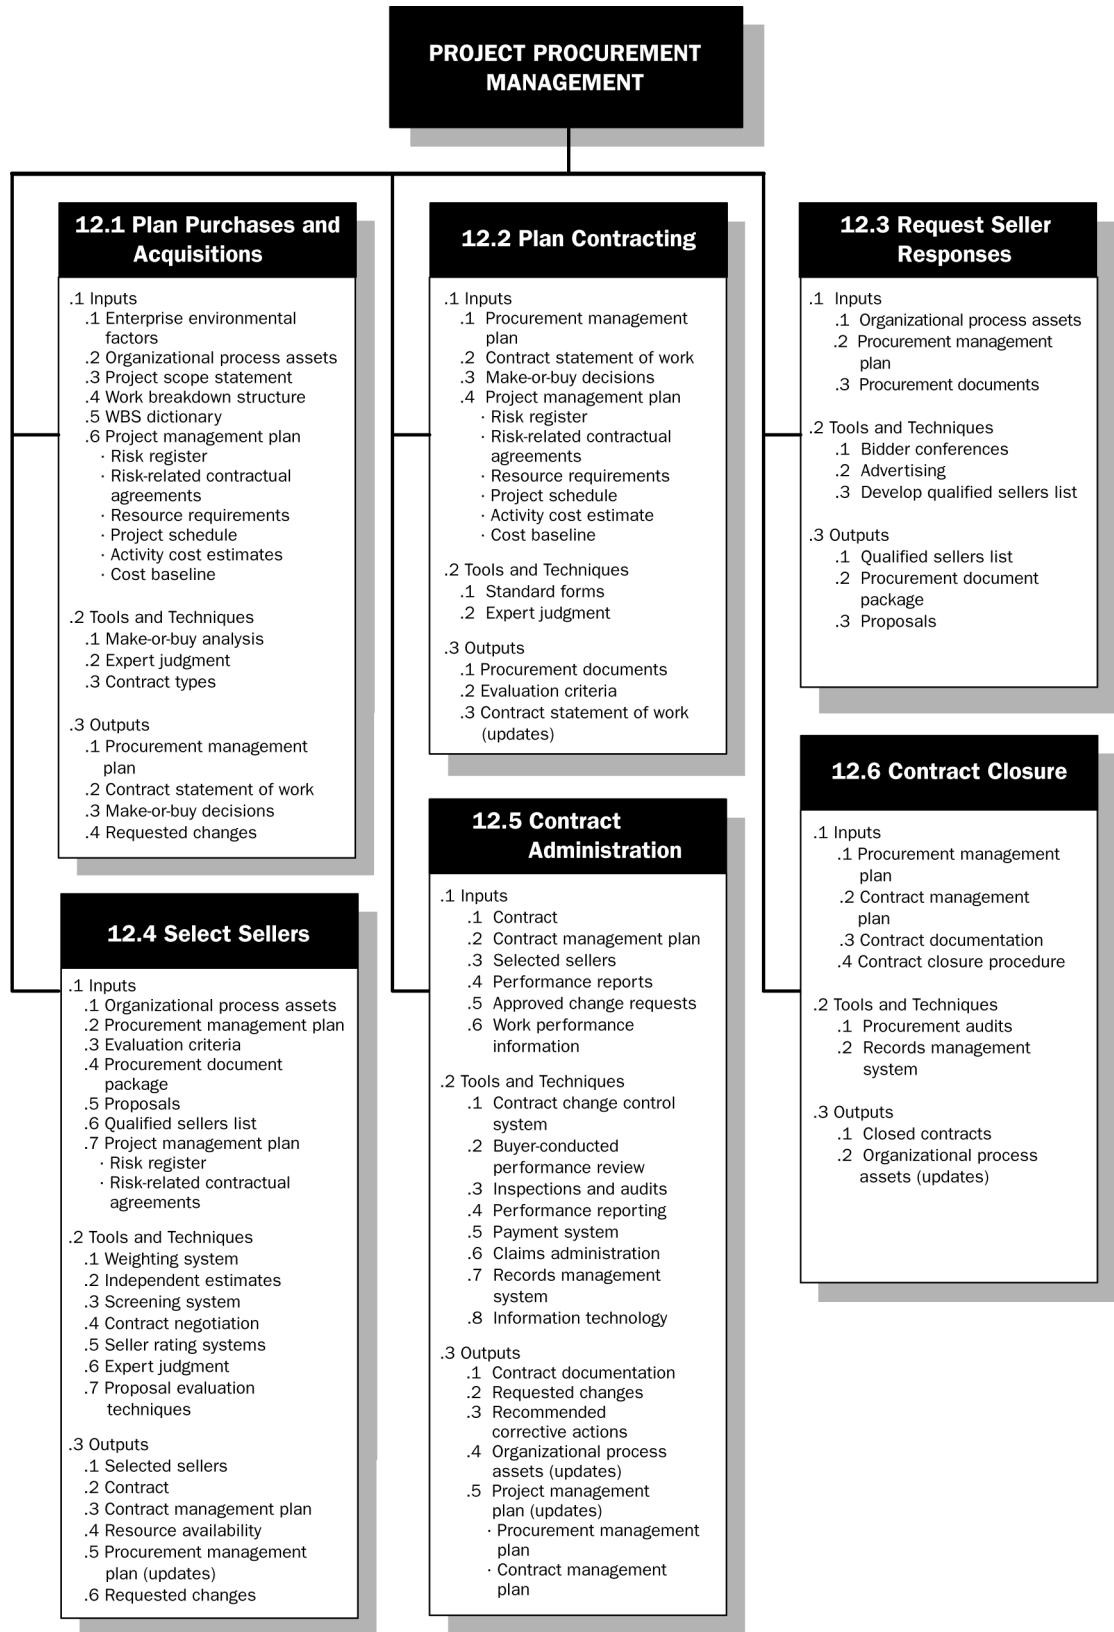 PROJECT PROCUREMENT
MANAGEMENT
12.1 Plan Purchases and
Acquisitions
.1 Inputs
.1 Enterprise environmental
factors
.2 Organizational process assets
.3 Project scope statement
.4 Work breakdown structure
.5 WBS dictionary
.6 Project management plan
· Risk register
· Risk-related contractual
agreements
· Resource requirements
· Project schedule
· Activity cost estimates
· Cost baseline
.2 Tools and Techniques
.1 Make-or-buy analysis
.2 Expert judgment
.3 Contract types
.3 Outputs
.1 Procurement management
plan
.2 Contract statement of work
.3 Make-or-buy decisions
.4 Requested changes
12.2 Plan Contracting
.1 Inputs
.1 Procurement management
plan
.2 Contract statement of work
.3 Make-or-buy decisions
.4 Project management plan
· Risk register
· Risk-related contractual
agreements
· Resource requirements
· Project schedule
· Activity cost estimate
· Cost baseline
.2 Tools and Techniques
.1 Standard forms
.2 Expert judgment
.3 Outputs
.1 Procurement documents
.2 Evaluation criteria
.3 Contract statement of work
(updates)
12.3 Request Seller
Responses
.1 Inputs
.1 Organizational process assets
.2 Procurement management
plan
.3 Procurement documents
.2 Tools and Techniques
.1 Bidder conferences
.2 Advertising
.3 Develop qualified sellers list
.3 Outputs
.1 Qualified sellers list
.2 Procurement document
package
.3 Proposals
12.4 Select Sellers
.1 Inputs
.1 Organizational process assets
.2 Procurement management plan
.3 Evaluation criteria
.4 Procurement document
package
.5 Proposals
.6 Qualified sellers list
.7 Project management plan
· Risk register
· Risk-related contractual
agreements
.2 Tools and Techniques
.1 Weighting system
.2 Independent estimates
.3 Screening system
.4 Contract negotiation
.5 Seller rating systems
.6 Expert judgment
.7 Proposal evaluation
techniques
.3 Outputs
.1 Selected sellers
.2 Contract
.3 Contract management plan
.4 Resource availability
.5 Procurement management
plan (updates)
.6 Requested changes
12.5 Contract
Administration
.1 Inputs
.1 Contract
.2 Contract management plan
.3 Selected sellers
.4 Performance reports
.5 Approved change requests
.6 Work performance
information
.2 Tools and Techniques
.1 Contract change control
system
.2 Buyer-conducted
performance review
.3 Inspections and audits
.4 Performance reporting
.5 Payment system
.6 Claims administration
.7 Records management
system
.8 Information technology
.3 Outputs
.1 Contract documentation
.2 Requested changes
.3 Recommended
corrective actions
.4 Organizational process
assets (updates)
.5 Project management
plan (updates)
· Procurement management
plan
· Contract management
plan
12.6 Contract Closure
.1 Inputs
.1 Procurement management
plan
.2 Contract management
plan
.3 Contract documentation
.4 Contract closure procedure
.2 Tools and Techniques
.1 Procurement audits
.2 Records management
system
.3 Outputs
.1 Closed contracts
.2 Organizational process
assets (updates)